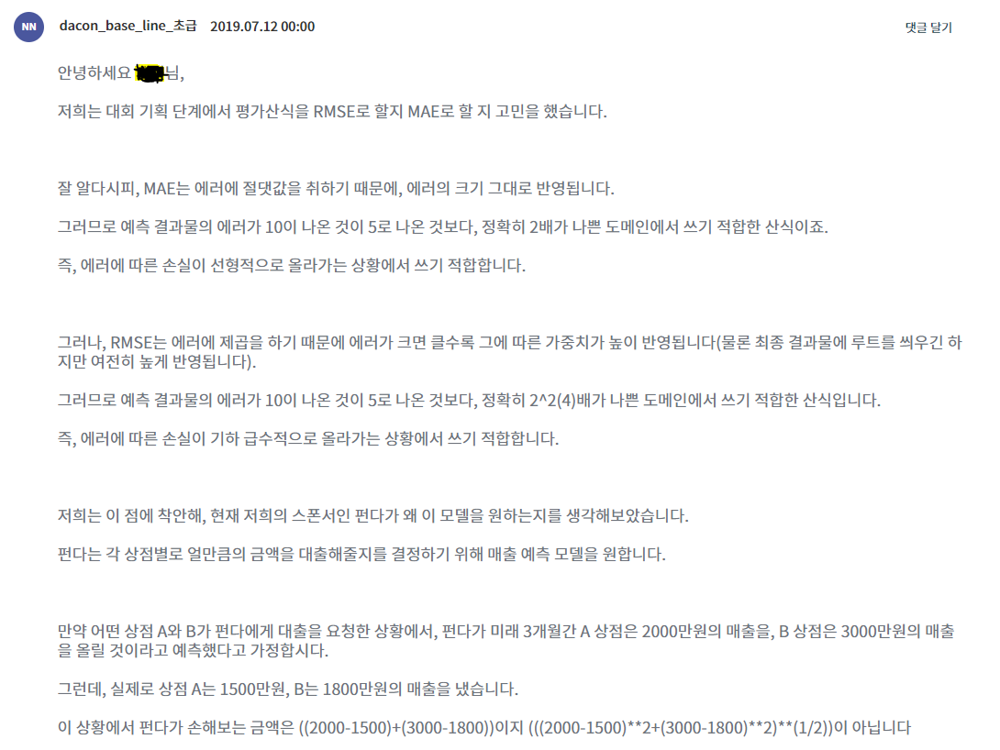 NN
dacon_base_line_초급 2019.07.12 00:00
댓글 달기
안녕하세요 님,
저희는 대회 기획 단계에서 평가산식을 RMSE로 할지 MAE로 할 지 고민을 했습니다.
잘 알다시피, MAE는 에러에 절댓값을 취하기 때문에, 에러의 크기 그대로 반영됩니다.
그러므로 예측 결과물의 에러가 10이 나온 것이 5로 나온 것보다, 정확히 2배가 나쁜 도메인에서 쓰기 적합한 산식이죠.
즉, 에러에 따른 손실이 선형적으로 올라가는 상황에서 쓰기 적합합니다.
그러나, RMSE는 에러에 제곱을 하기 때문에 에러가 크면 클수록 그에 따른 가중치가 높이 반영됩니다(물론 최종 결과물에 루트를 씌우긴 하
지만 여전히 높게 반영됩니다).
그러므로 예측 결과물의 에러가 10이 나온 것이 5로 나온 것보다, 정확히 2^2(4)배가 나쁜 도메인에서 쓰기 적합한 산식입니다.
즉, 에러에 따른 손실이 기하 급수적으로 올라가는 상황에서 쓰기 적합합니다.
저희는 이 점에 착안해, 현재 저희의 스폰서인 펀다가 왜 이 모델을 원하는지를 생각해보았습니다.
펀다는 각 상점별로 얼만큼의 금액을 대출해줄지를 결정하기 위해 매출 예측 모델을 원합니다.
만약 어떤 상점 A와 B가 펀다에게 대출을 요청한 상황에서, 펀다가 미래 3개월간 A 상점은 2000만원의 매출을, B 상점은 3000만원의 매출
을 올릴 것이라고 예측했다고 가정합시다.
그런데, 실제로 상점 A는 1500만원, B는 1800만원의 매출을 냈습니다.
이 상황에서 펀다가 손해보는 금액은 ((2000-1500)+(3000-1800))이지 (((2000-1500)**2+(3000-1800)**2)**(1/2))이 아닙니다